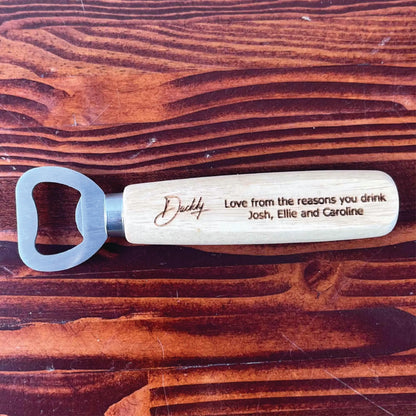 Daddy
Love from the reasons you drink
Josh, Ellie and Caroline